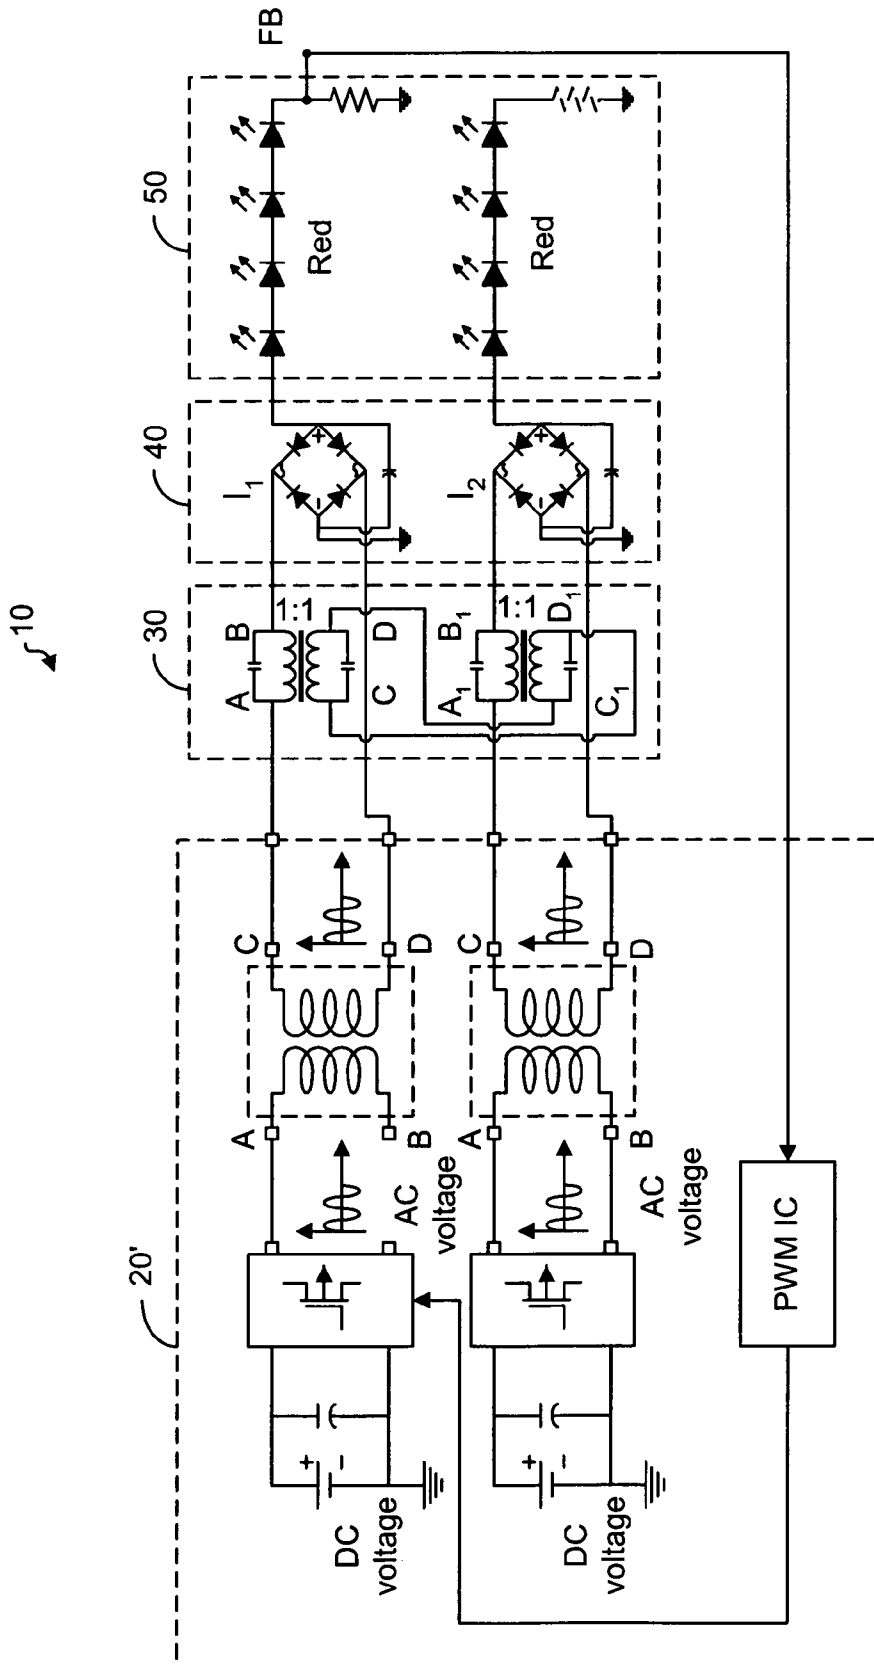 10
20'
30
40
50
FB
DC
voltage
+
-
AC
voltage
A
B
C
D
A
B
1:1
C
D
I1
+
-
Red
DC
voltage
+
-
AC
voltage
A
B
C
D
A1
B1
1:1
C1
D1
I2
+
-
Red
PWM IC